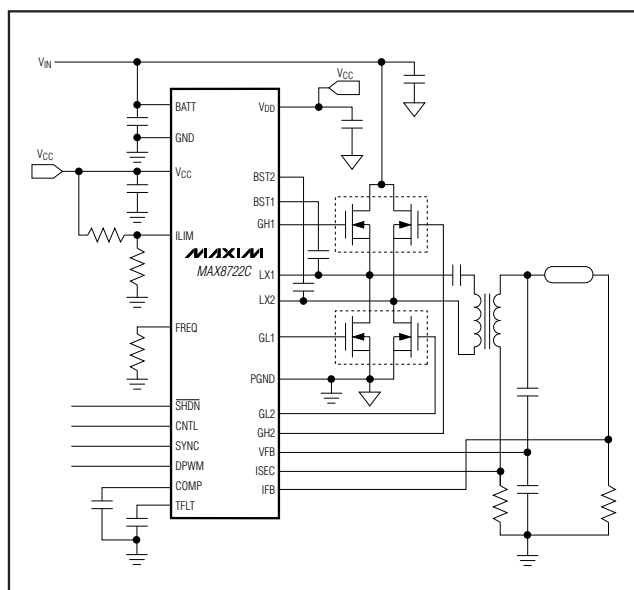 VIN
VCC
BATT
VDD
GND
VCC
VCC
BST2
BST1
GH1
ILIM
MAXIM
MAX8722C
LX1
LX2
FREQ
GL1
PGND
SHDN
GL2
CNTL
GH2
SYNC
VFB
DPWM
ISEC
COMP
IFB
TFLT